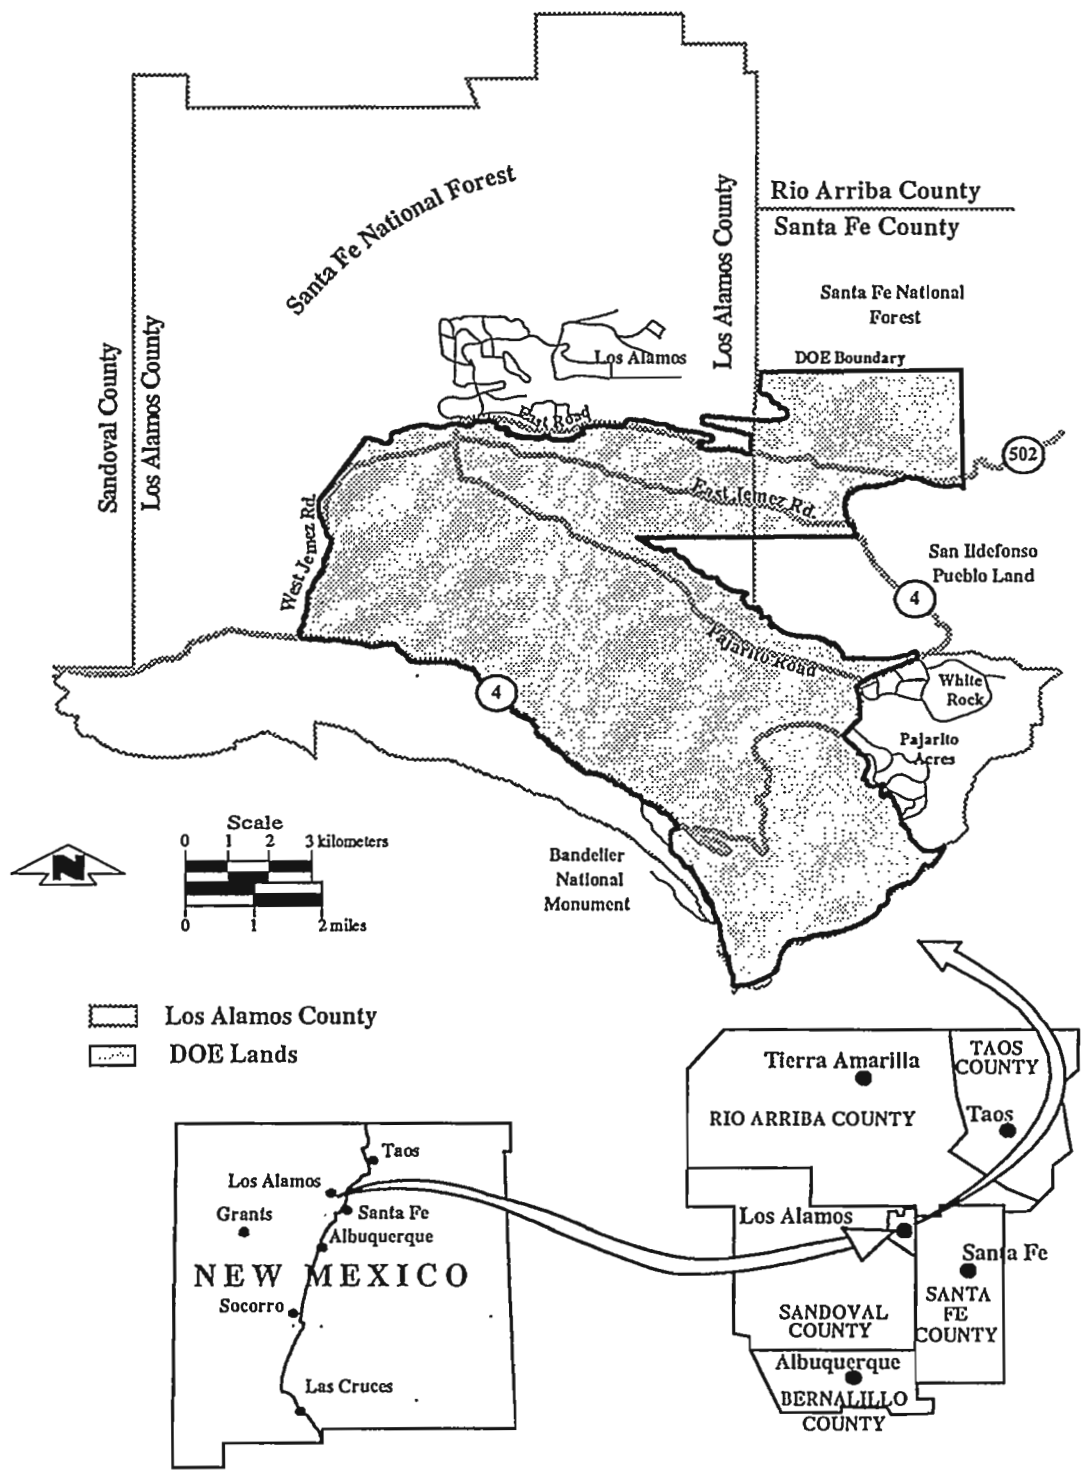 Santa Fe National Forest
Los Alamos County
Rio Arriba County
Santa Fe County
Santa Fe National
Forest
Sandoval County
Los Alamos County
Los Alamos
DOE Boundary
East Road
502
East Jemez Rd.
West Jemez Rd.
San Ildefonso
Pueblo Land
4
Pajarito Road
White
Rock
4
Pajarito
Acres
Scale
0 1 2 3 kilometers
0 1 2 miles
N
Bandelier
National
Monument
Los Alamos County
DOE Lands
Taos
Los Alamos
Grants
Santa Fe
Albuquerque
NEW MEXICO
Socorro
Las Cruces
Tierra Amarilla
TAOS
COUNTY
RIO ARRIBA COUNTY
Taos
Los Alamos
Santa Fe
SANDOVAL
COUNTY
SANTA
FE
COUNTY
Albuquerque
BERNALILLO
COUNTY